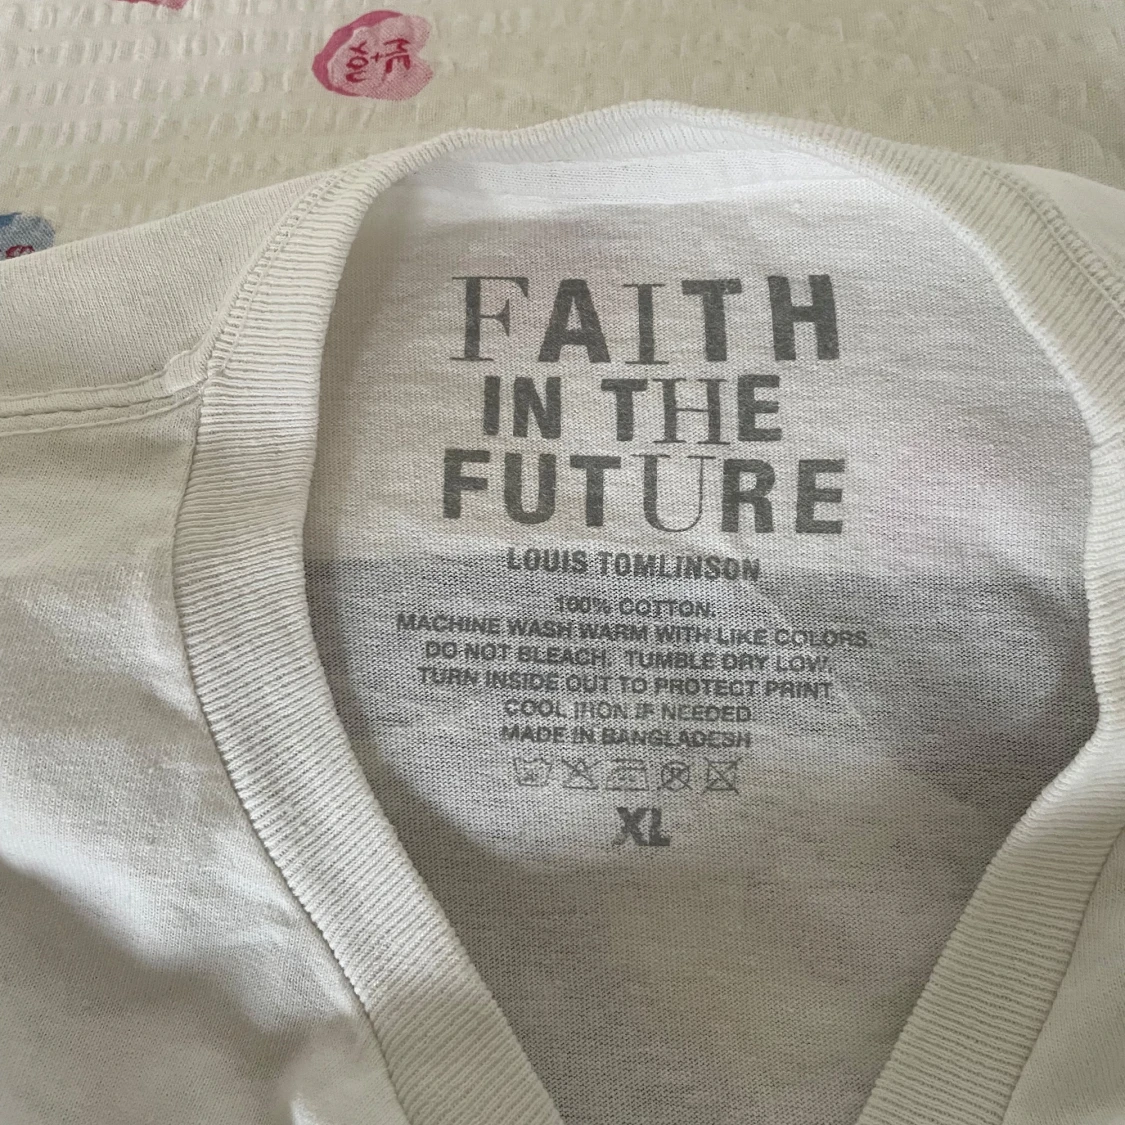 ME
+
YOU
FAITH
IN THE
FUTURE
LOUIS TOMLINSON
100% COTTON.
MACHINE WASH WARM WITH LIKE COLORS.
DO NOT BLEACH. TUMBLE DRY LOW.
TURN INSIDE OUT TO PROTECT PRINT
COOL IRON IF NEEDED
MADE IN BANGLADESH
XL